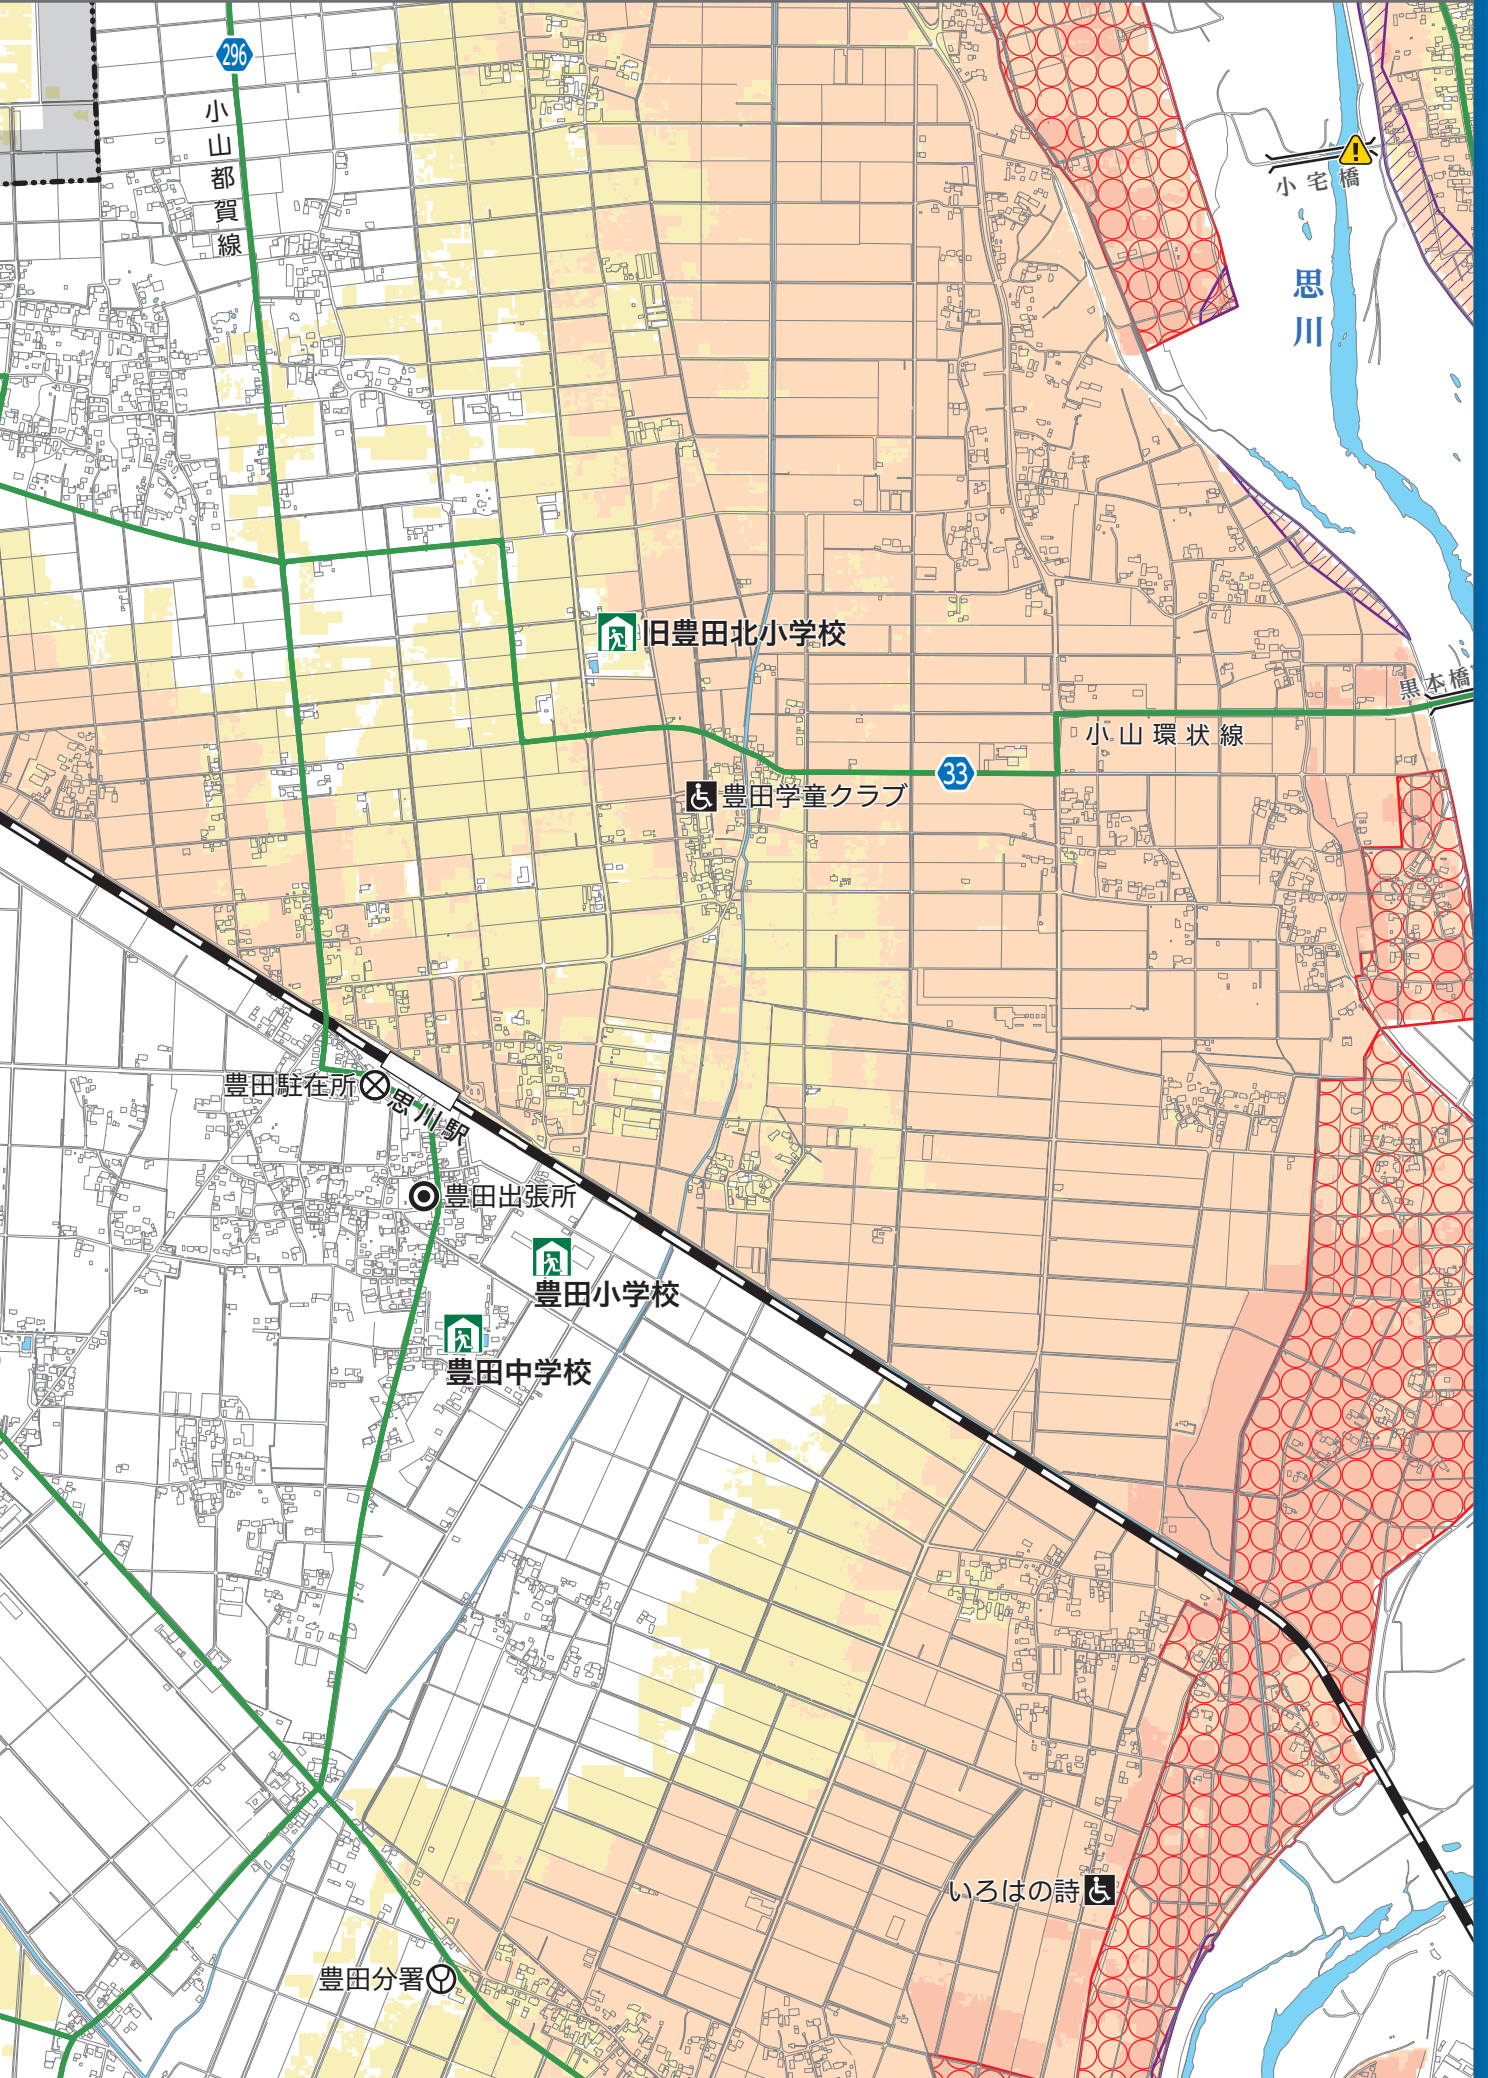 296
小山都賀線
小宅橋
思川
旧豊田北小学校
黒本橋
小山環状線
33
豊田学童クラブ
豊田駐在所
思川駅
豊田出張所
豊田小学校
豊田中学校
いろはの詩
豊田分署